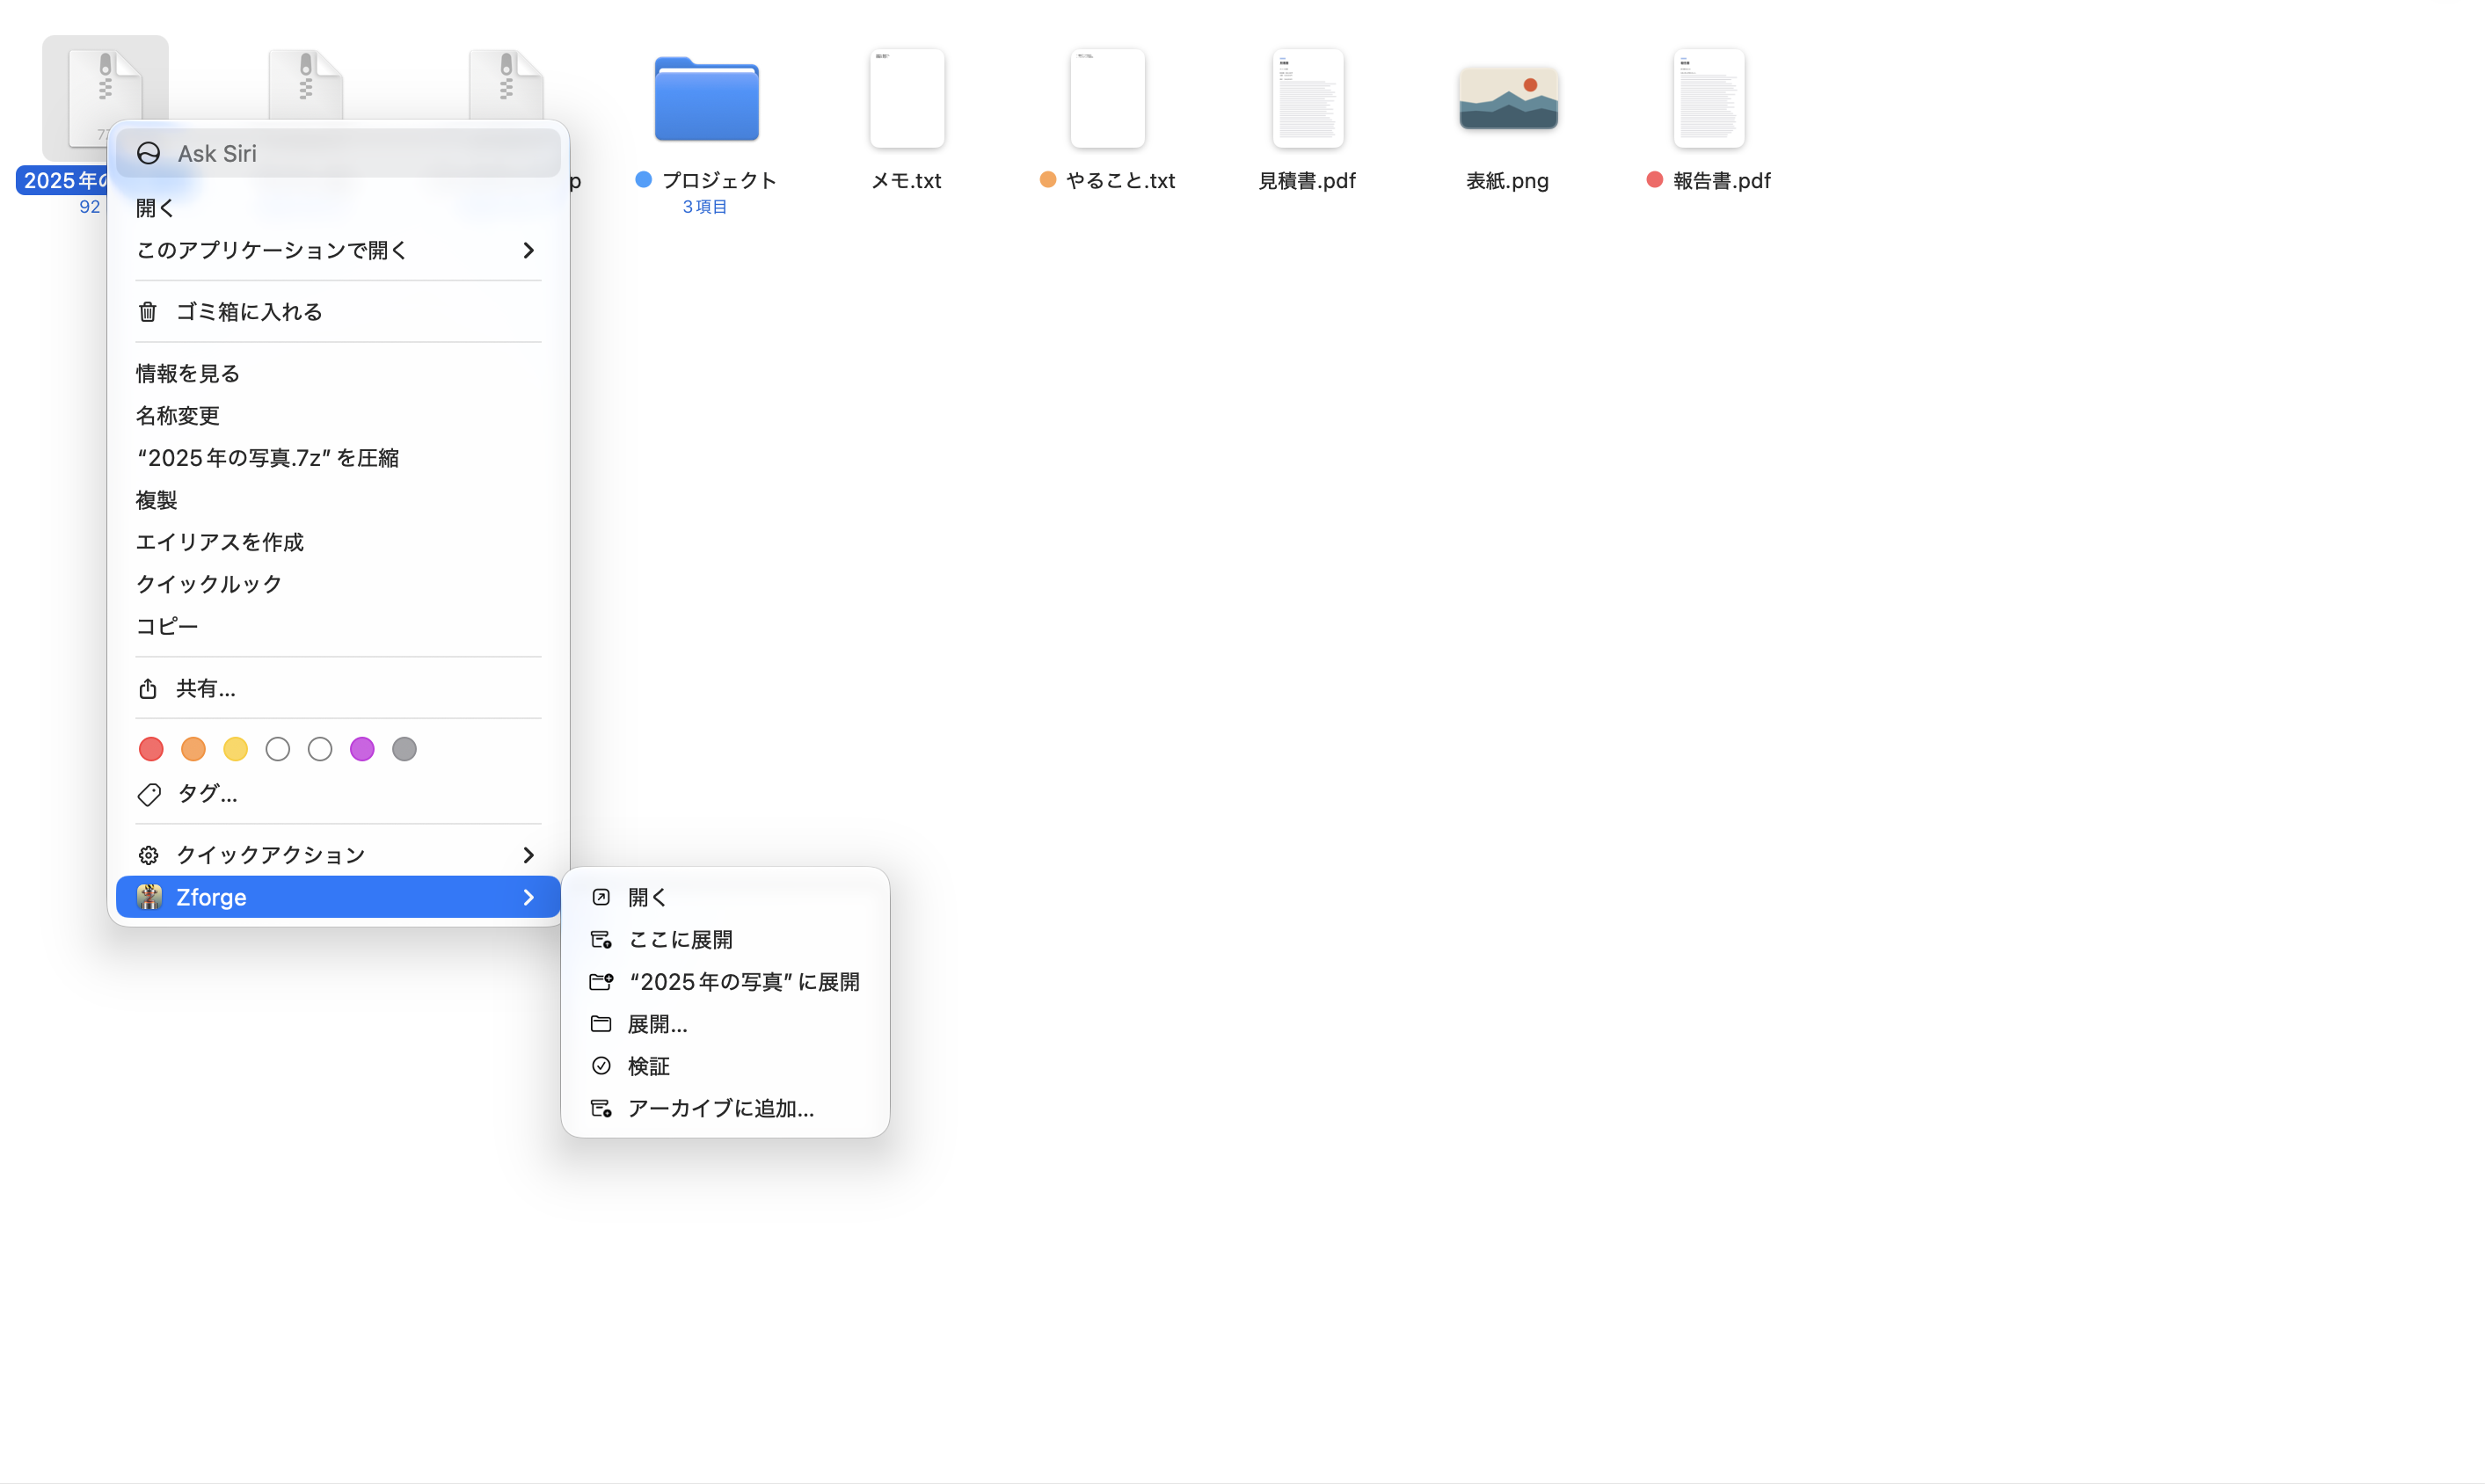 2025年の
92
p
プロジェクト
3項目
メモ.txt
やること.txt
見積書.pdf
表紙.png
報告書.pdf
Ask Siri
開く
このアプリケーションで開く
ゴミ箱に入れる
情報を見る
名称変更
“2025年の写真.7z” を圧縮
複製
エイリアスを作成
クイックルック
コピー
共有...
タグ...
クイックアクション
Zforge
開く
ここに展開
“2025年の写真” に展開
展開...
検証
アーカイブに追加...